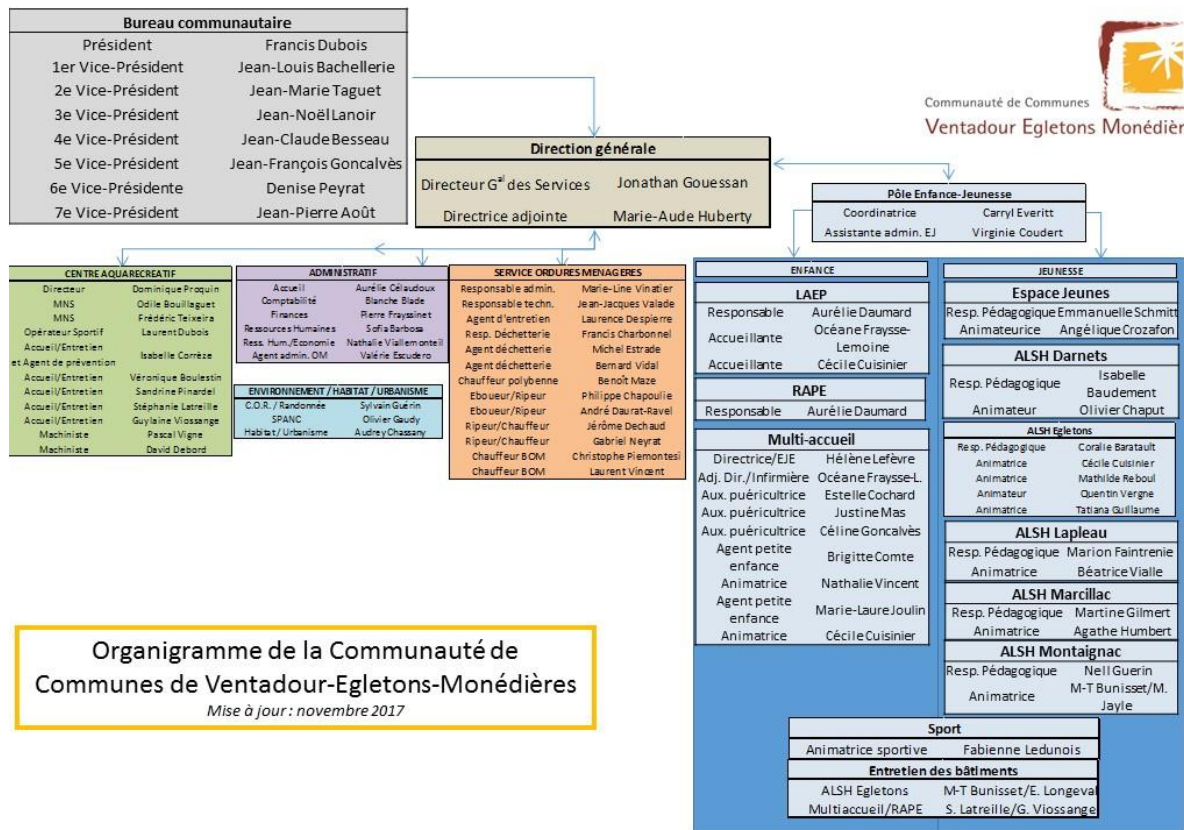 Bureau communautaire
Président Francis Dubois
1er Vice-Président Jean-Louis Bachellerie
2e Vice-Président Jean-Marie Taguet
3e Vice-Président Jean-Noël Lanoir
4e Vice-Président Jean-Claude Besseau
5e Vice-Président Jean-François Goncalvès
6e Vice-Présidente Denise Peyrat
7e Vice-Président Jean-Pierre Août
Communauté de Communes
Ventadour Egletons Monédièr
Direction générale
Directeur Gal des Services Jonathan Gouessan
Directrice adjointe Marie-Aude Huberty
Pôle Enfance-Jeunesse
Coordinatrice Carryl Everitt
Assistante admin. EJ Virginie Coudert
CENTRE AQUARECREATIF
Directeur Dominique Proquin
MNS Odile Bouillaguet
MNS Frédéric Teixeira
Opérateur Sportif Laurent Dubois
Accueil/Entretien
et Agent de prévention Isabelle Corrèze
Accueil/Entretien Véronique Boulestin
Accueil/Entretien Sandrine Pinardel
Accueil/Entretien Stéphanie Latreille
Accueil/Entretien Guylaine Viossange
Machiniste Pascal Vigne
Machiniste David Debord
ADMINISTRATIF
Accueil Aurélie Célaudoux
Comptabilité Blanche Blade
Finances Pierre Frayssinet
Ressources Humaines Sofia Barbosa
Ress. Hum./Economie Nathalie Viallemonteil
Agent admin. OM Valérie Escudero
ENVIRONNEMENT / HABITAT / URBANISME
C.O.R. / Randonnée Sylvain Guérin
SPANC Olivier Gaudy
Habitat / Urbanisme Audrey Chassany
SERVICE ORDURES MENAGERES
Responsable admin. Marie-Line Vinatier
Responsable techn. Jean-Jacques Valade
Agent d'entretien Laurence Despierre
Resp. Déchetterie Francis Charbonnel
Agent déchetterie Michel Estrade
Agent déchetterie Bernard Vidal
Chauffeur polybenne Benoît Maze
Eboueur/Ripeur Philippe Chapoulie
Eboueur/Ripeur André Daurat-Ravel
Ripeur/Chauffeur Jérôme Dechaud
Ripeur/Chauffeur Gabriel Neyrat
Chauffeur BOM Christophe Piemontesi
Chauffeur BOM Laurent Vincent
ENFANCE
LAEP
Responsable Aurélie Daumard
Accueillante Océane Fraysse-
Lemoine
Accueillante Cécile Cuisinier
RAPE
Responsable Aurélie Daumard
Multi-accueil
Directrice/EJE Hélène Lefèvre
Adj. Dir./Infirmière Océane Fraysse-L.
Aux. puéricultrice Estelle Cochard
Aux. puéricultrice Justine Mas
Aux. puéricultrice Céline Goncalvès
Agent petite
enfance Brigitte Comte
Animatrice Nathalie Vincent
Agent petite
enfance Marie-Laure Joulin
Animatrice Cécile Cuisinier
JEUNESSE
Espace Jeunes
Resp. Pédagogique Emmanuelle Schmitt
Animateurice Angélique Crozafon
ALSH Darnets
Resp. Pédagogique Isabelle
Baudement
Animateur Olivier Chaput
ALSH Egletons
Resp. Pédagogique Coralie Baratault
Animatrice Cécile Cuisinier
Animatrice Mathilde Reboul
Animateur Quentin Vergne
Animatrice Tatiana Guillaume
ALSH Lapleau
Resp. Pédagogique Marion Faintrenie
Animatrice Béatrice Vialle
ALSH Marcillac
Resp. Pédagogique Martine Gilmert
Animatrice Agathe Humbert
ALSH Montaignac
Resp. Pédagogique Nell Guerin
Animatrice M-T Bunisset/M.
Jayle
Sport
Animatrice sportive Fabienne Ledunois
Entretien des bâtiments
ALSH Egletons M-T Bunisset/E. Longeval
Multiaccueil/RAPE S. Latreille/G. Viossange
Organigramme de la Communauté de
Communes de Ventadour-Egletons-Monédières
Mise à jour : novembre 2017